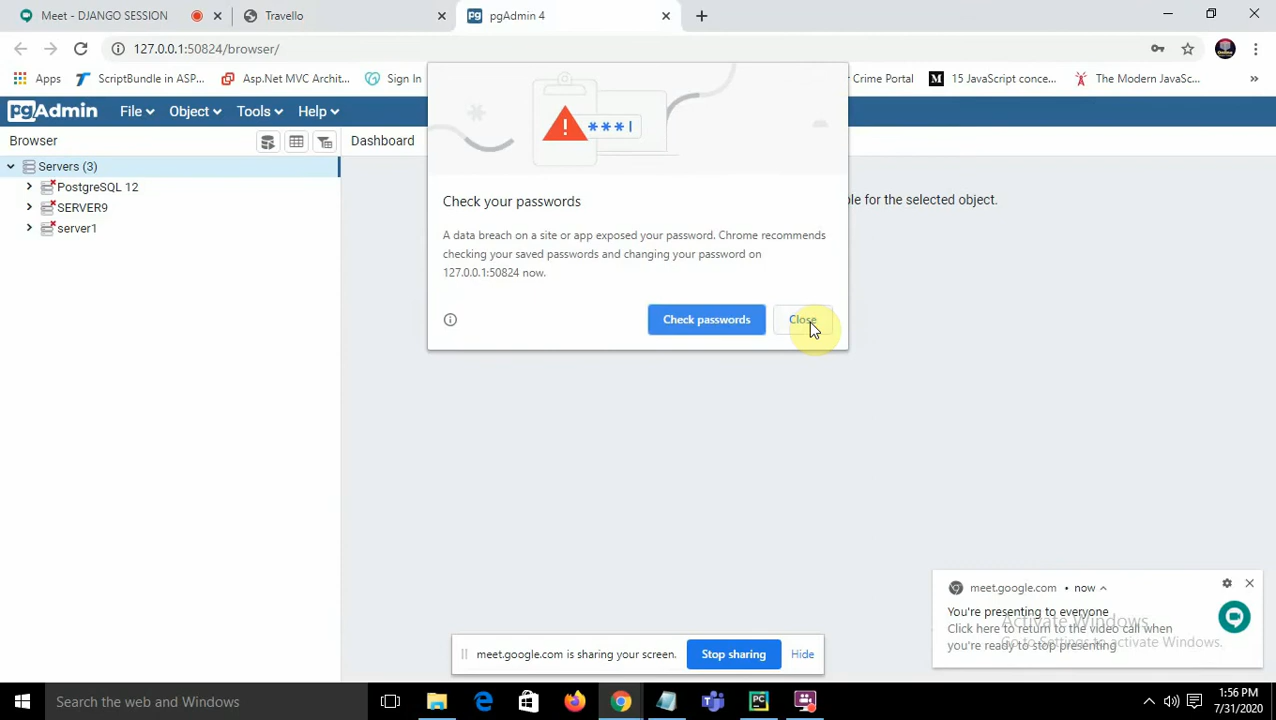 Meet - DJANGO SESSION
Travello
pgAdmin 4
127.0.0.1:50824/browser/
Apps
ScriptBundle in ASP...
Asp.Net MVC Archit...
Sign In
Crime Portal
15 JavaScript conce...
The Modern JavaSc...
pgAdmin
File
Object
Tools
Help
Browser
Dashboard
Servers (3)
PostgreSQL 12
SERVER9
server1
ble for the selected object.
***
Check your passwords
A data breach on a site or app exposed your password. Chrome recommends
checking your saved passwords and changing your password on
127.0.0.1:50824 now.
Check passwords
Close
meet.google.com • now
You're presenting to everyone
Click here to return to the video call when
you're ready to stop presenting
Activate Windows
Go to Settings to activate Windows.
meet.google.com is sharing your screen.
Stop sharing
Hide
Search the web and Windows
1:56 PM
7/31/2020